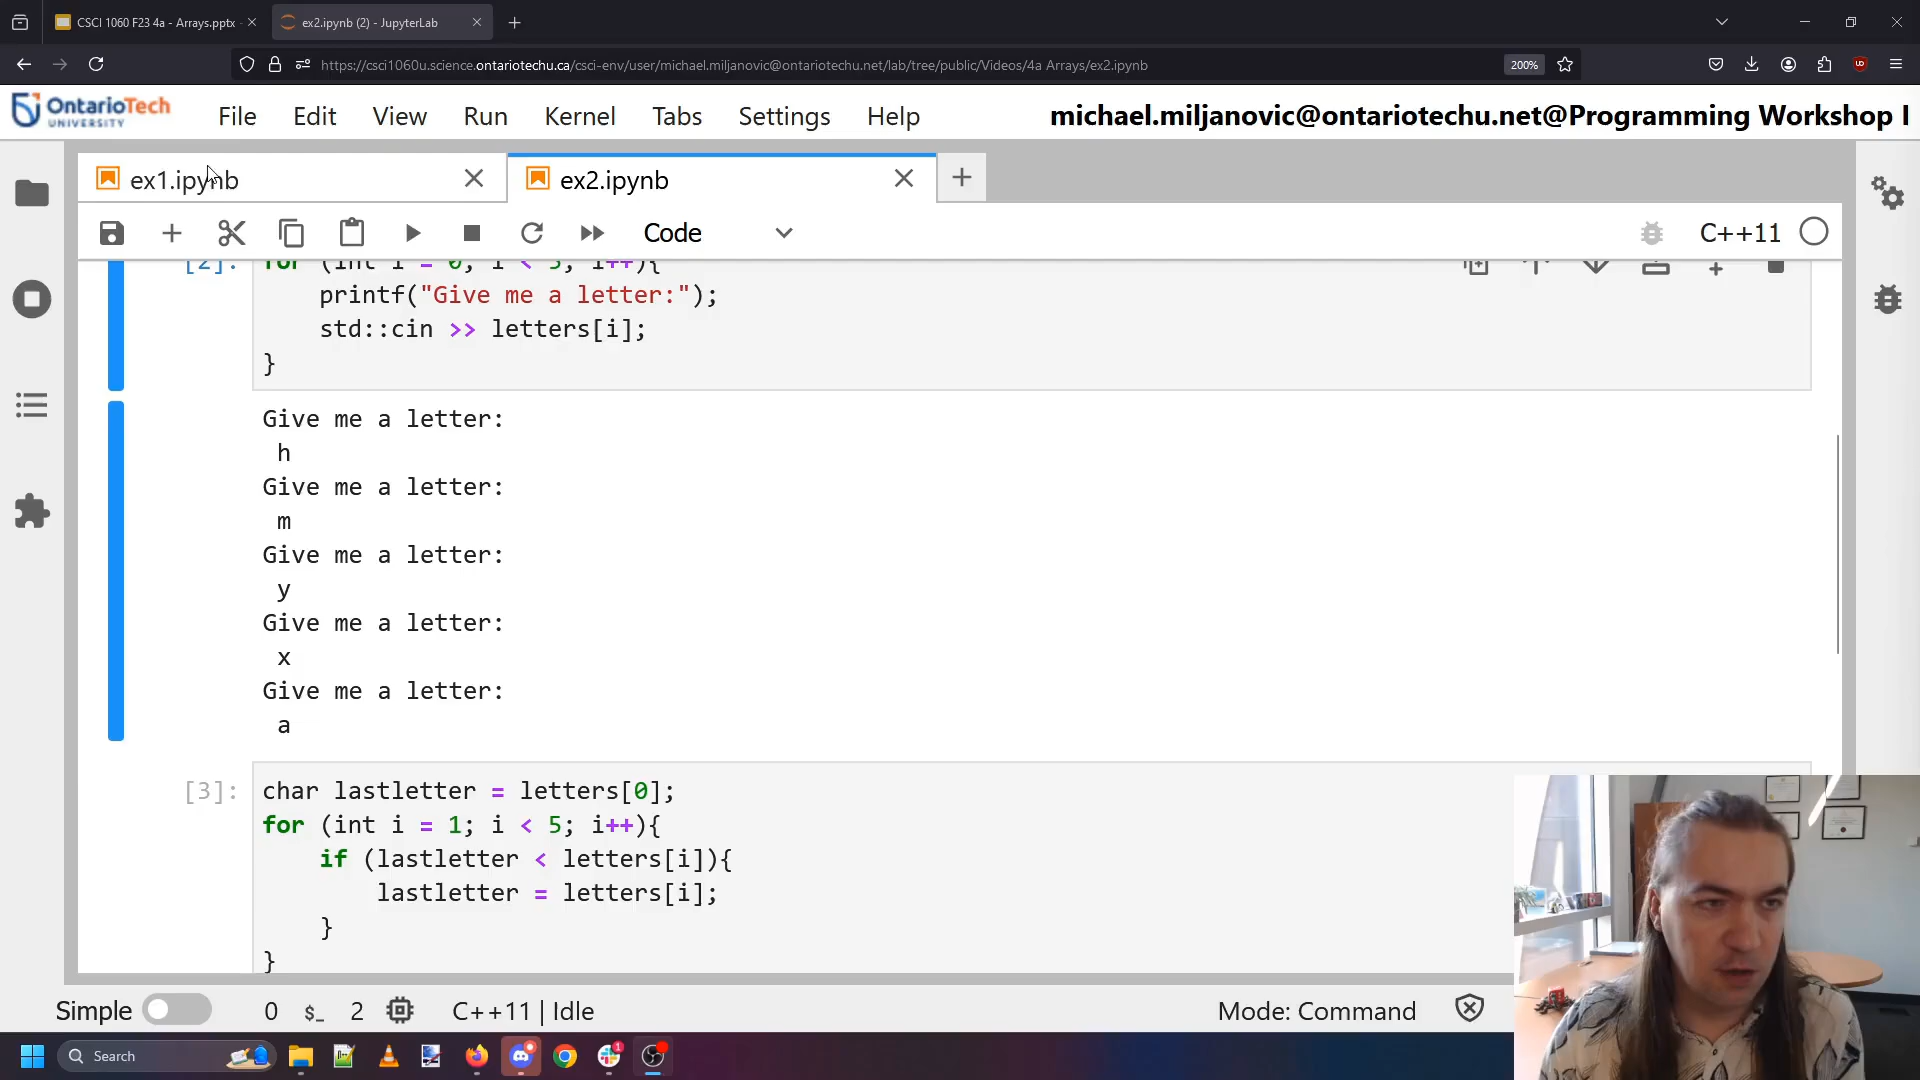 CSCI 1060 F23 4a - Arrays.pptx
ex2.ipynb (2) - JupyterLab
https://csci1060u.science.ontariotechu.ca/csci-env/user/michael.miljanovic@ontariotechu.net/lab/tree/public/Videos/4a Arrays/ex2.ipynb
200%
OntarioTech
UNIVERSITY
File Edit View Run Kernel Tabs Settings Help
michael.miljanovic@ontariotechu.net@Programming Workshop I
ex1.ipynb
ex2.ipynb
Code
C++11
[2]: for (int i = 0; i < 5; i++){
printf("Give me a letter:");
std::cin >> letters[i];
}
Give me a letter:
h
Give me a letter:
m
Give me a letter:
y
Give me a letter:
x
Give me a letter:
a
[3]: char lastletter = letters[0];
for (int i = 1; i < 5; i++){
if (lastletter < letters[i]){
lastletter = letters[i];
}
}
Simple 0 $_ 2 C++11 | Idle Mode: Command
Search